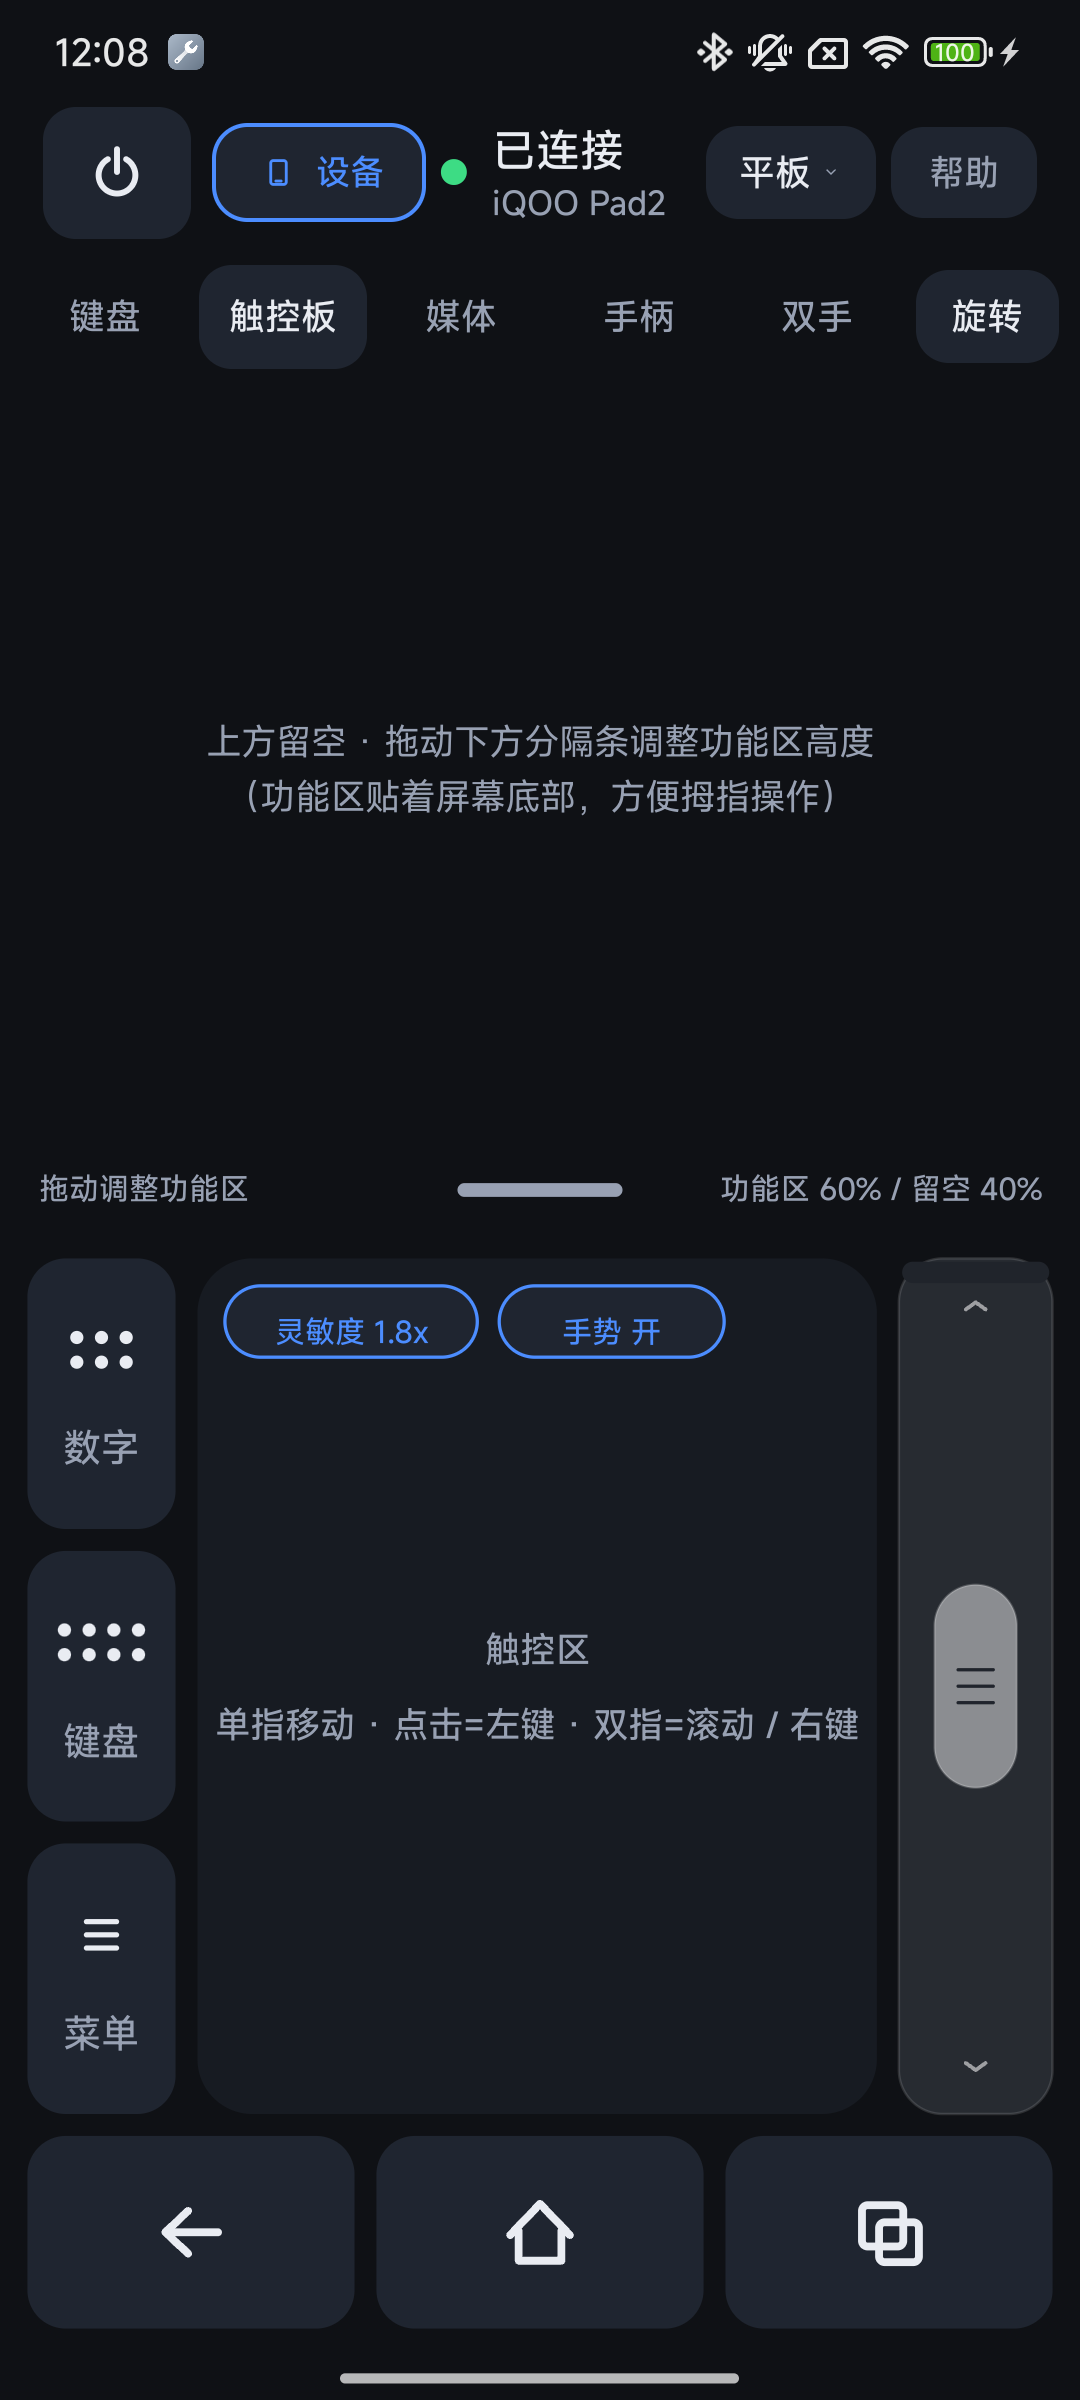 12:08
100
设备
已连接
iQOO Pad2
平板
帮助
键盘
触控板
媒体
手柄
双手
旋转
上方留空 · 拖动下方分隔条调整功能区高度
（功能区贴着屏幕底部，方便拇指操作）
拖动调整功能区
功能区 60% / 留空 40%
数字
灵敏度 1.8x
手势 开
键盘
触控区
单指移动 · 点击=左键 · 双指=滚动 / 右键
菜单